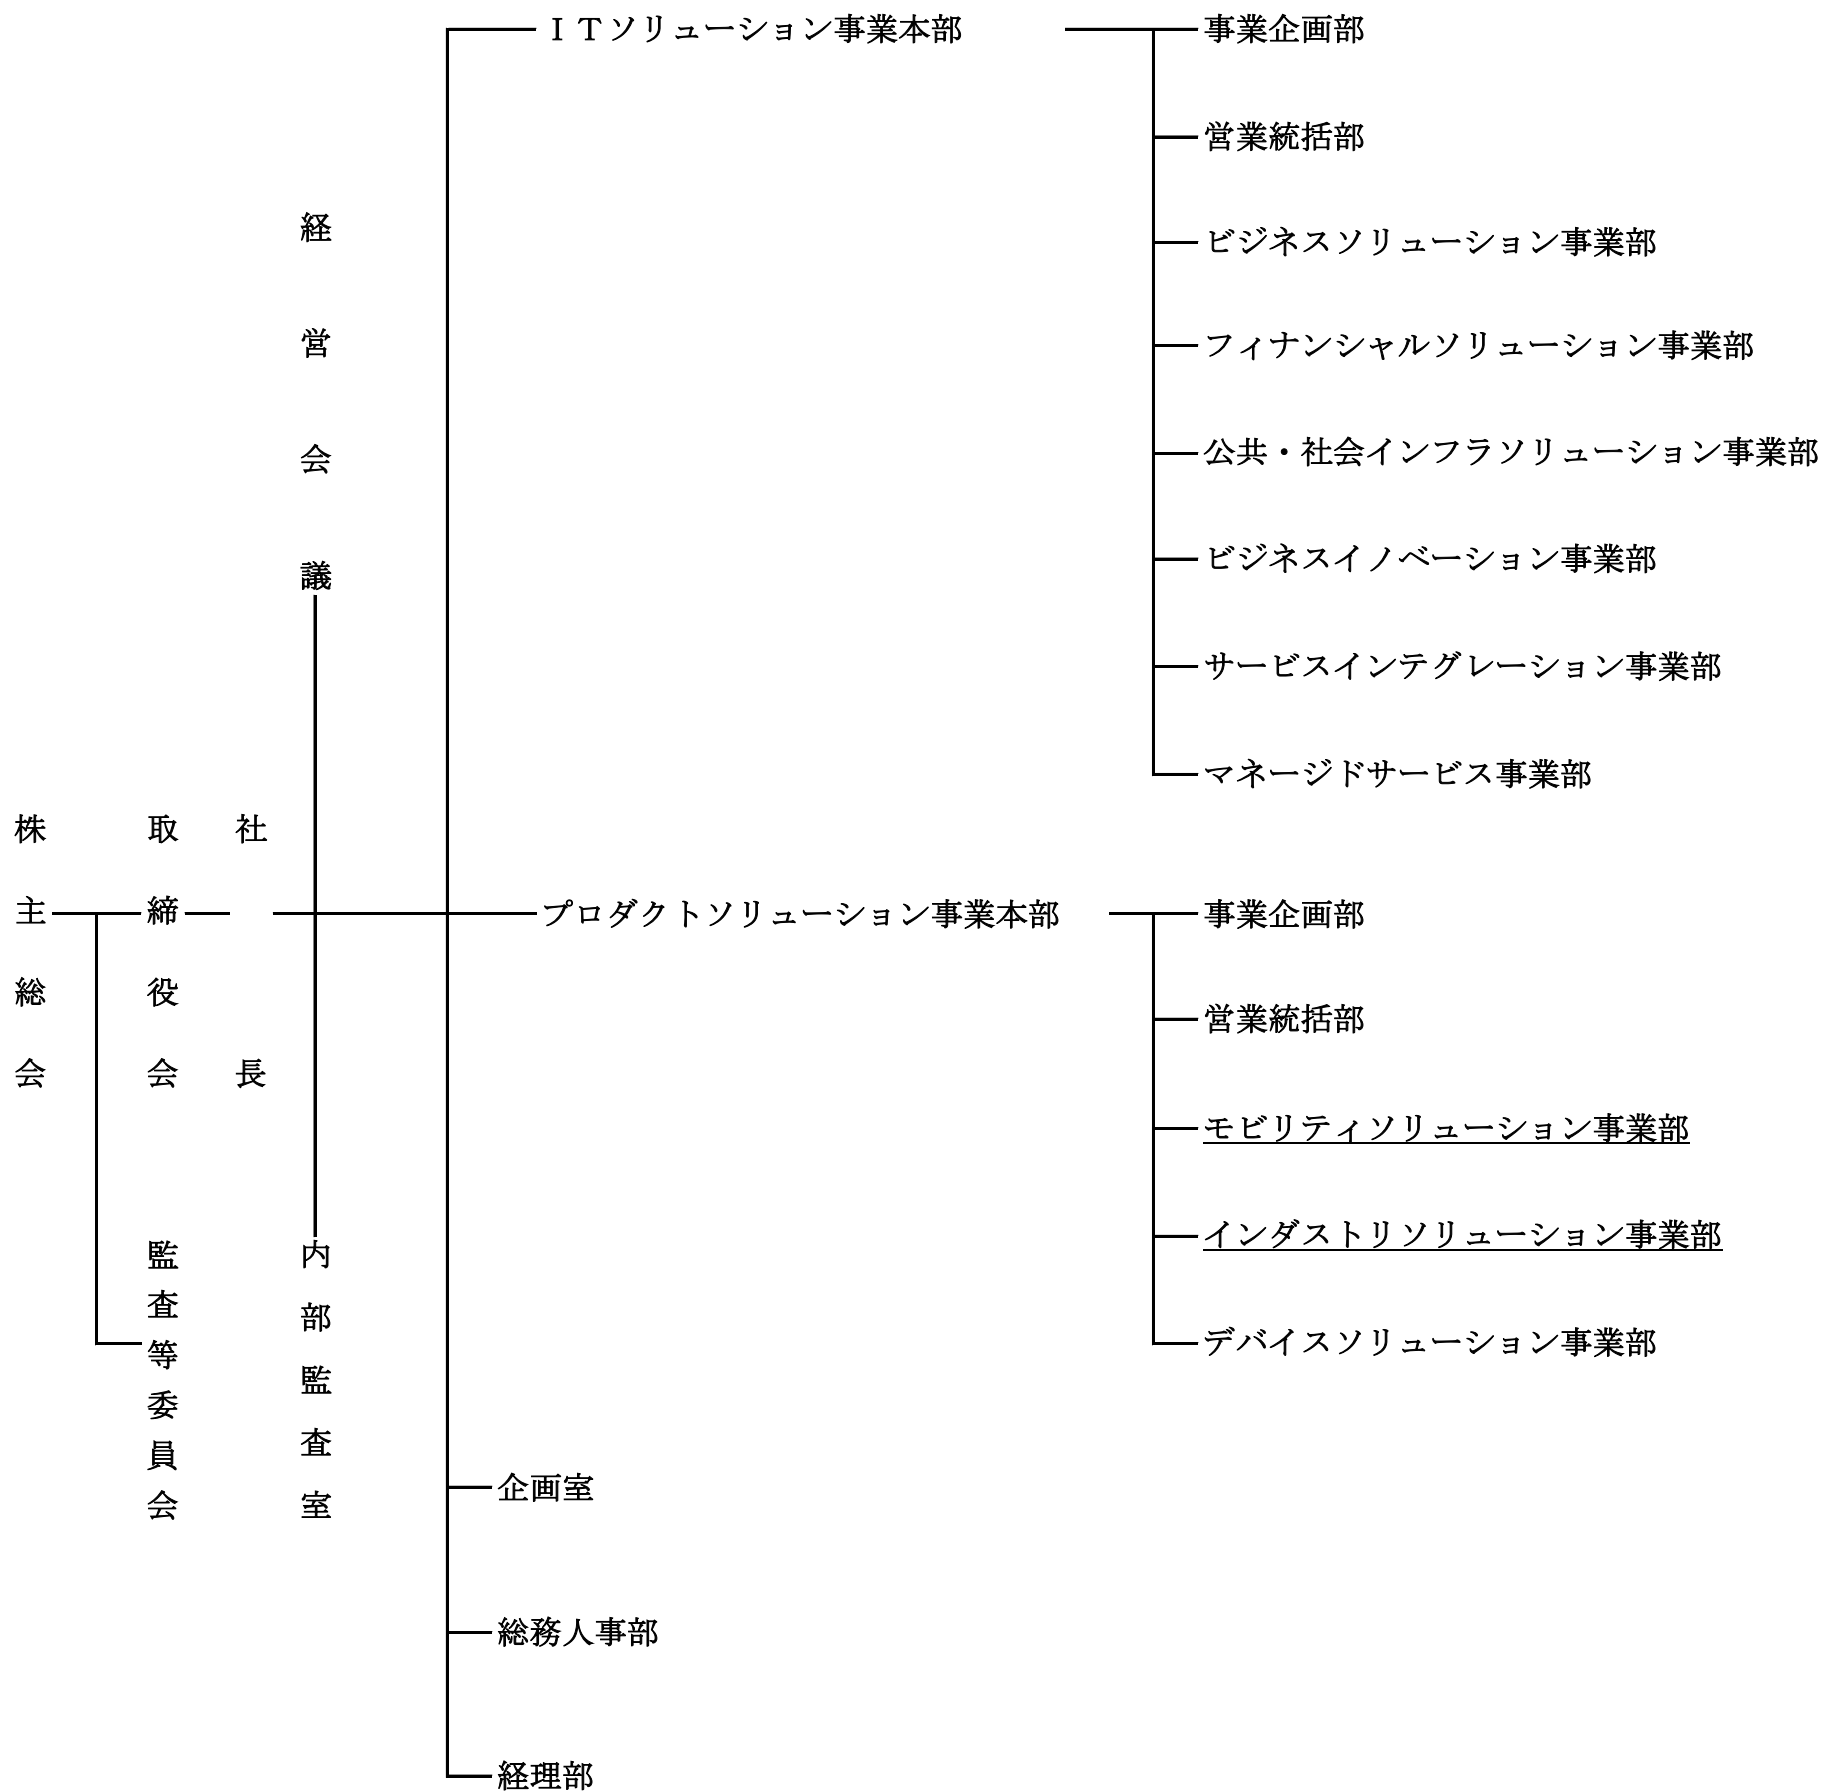 株主総会
取締役会
監査等委員会
社長
経営会議
内部監査室
ＩＴソリューション事業本部
事業企画部
営業統括部
ビジネスソリューション事業部
フィナンシャルソリューション事業部
公共・社会インフラソリューション事業部
ビジネスイノベーション事業部
サービスインテグレーション事業部
マネージドサービス事業部
プロダクトソリューション事業本部
事業企画部
営業統括部
モビリティソリューション事業部
インダストリソリューション事業部
デバイスソリューション事業部
企画室
総務人事部
経理部